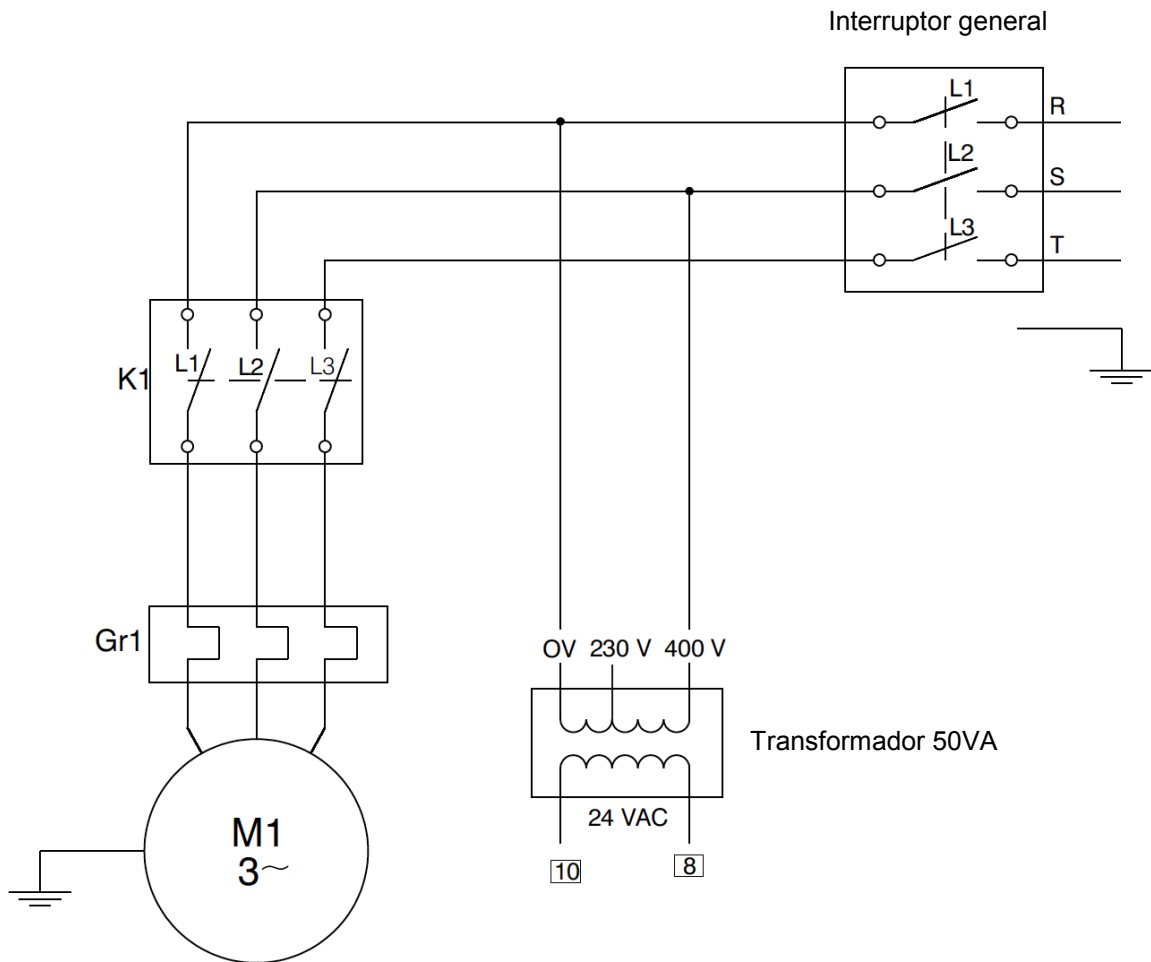 Interruptor general
L1
R
L2
S
L3
T
K1
L1
L2
L3
Gr1
OV 230 V 400 V
Transformador 50VA
24 VAC
10
8
M1
3~